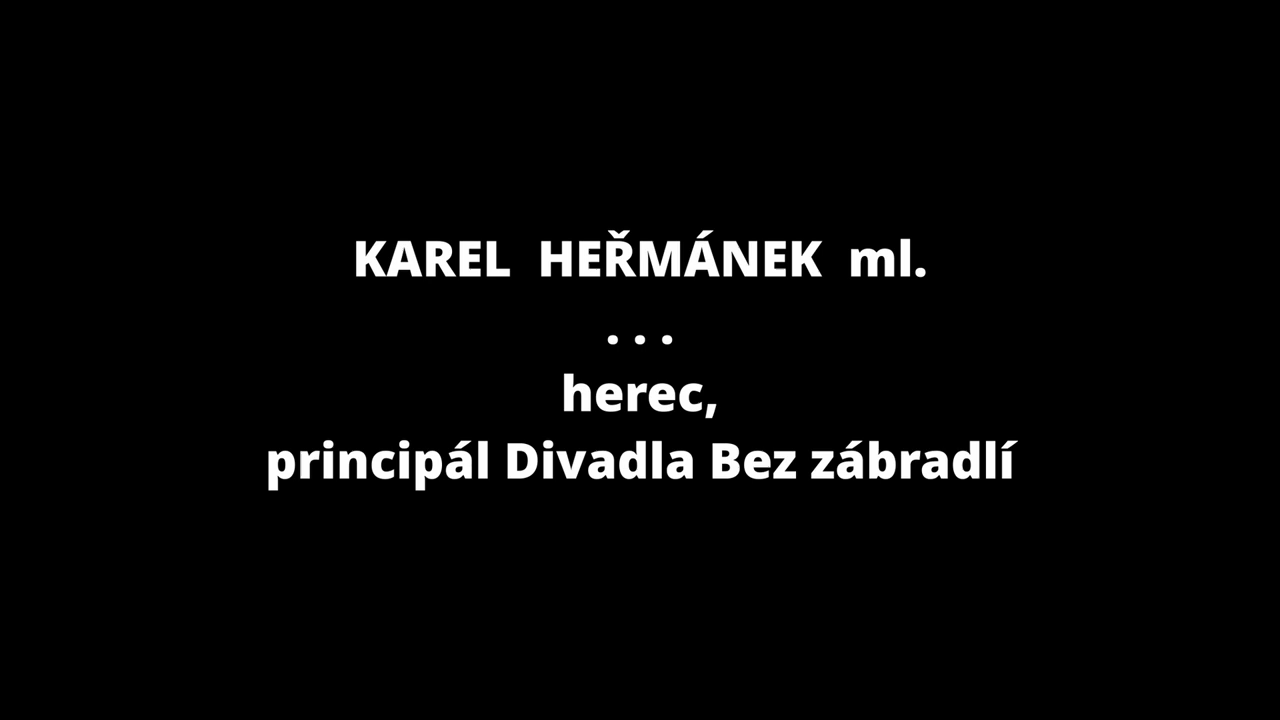 KAREL HEŘMÁNEK ml.
. . .
herec,
principál Divadla Bez zábradlí